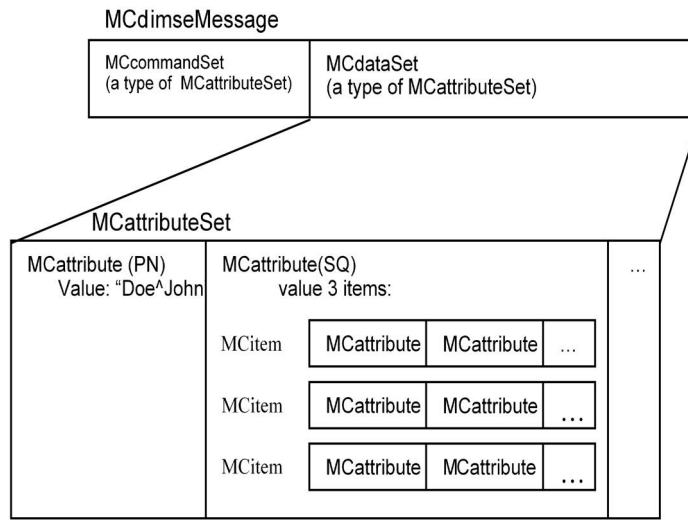 MCdimseMessage
MCcommandSet
(a type of MCattributeSet)
MCdataSet
(a type of MCattributeSet)
MCattributeSet
MCattribute (PN)
Value: “Doe^John
MCattribute(SQ)
value 3 items:
...
MCitem MCattribute MCattribute ...
MCitem MCattribute MCattribute ...
MCitem MCattribute MCattribute ...